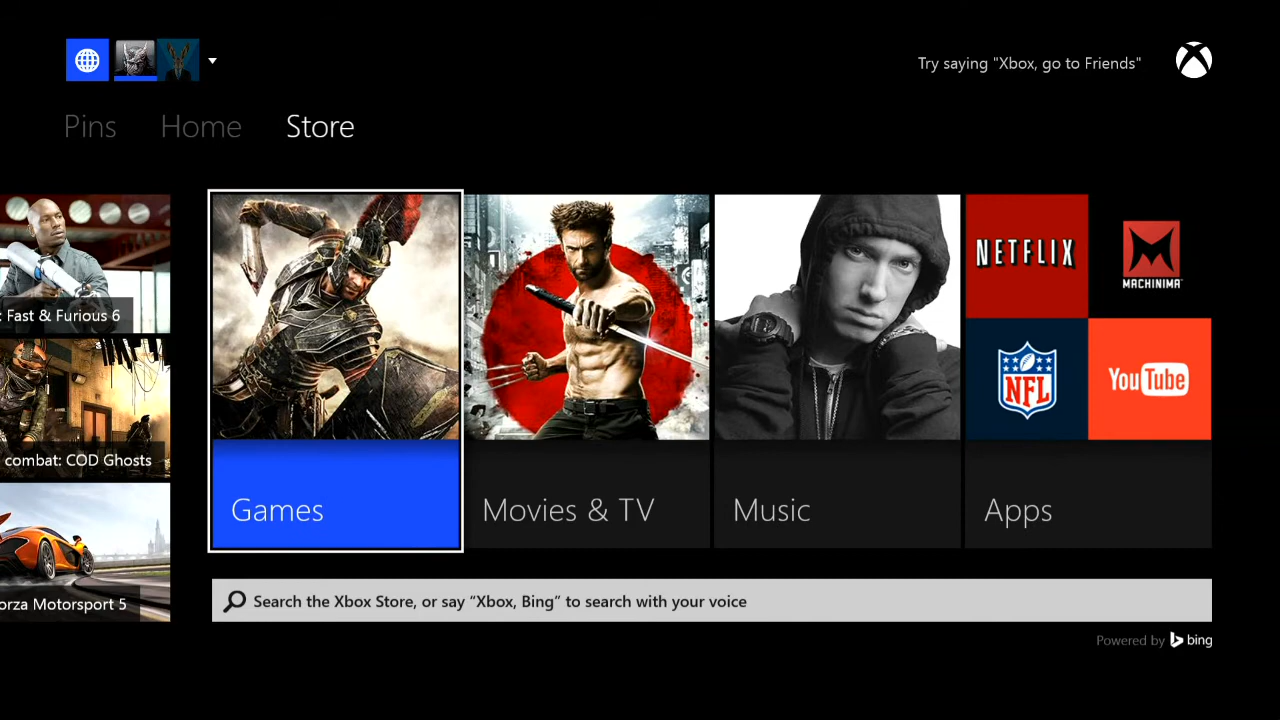 Try saying "Xbox, go to Friends"
Pins Home Store
: Fast & Furious 6
combat: COD Ghosts
orza Motorsport 5
NETFLIX
MACHINIMA
NFL
YouTube
Games
Movies & TV
Music
Apps
Search the Xbox Store, or say “Xbox, Bing” to search with your voice
Powered by bing